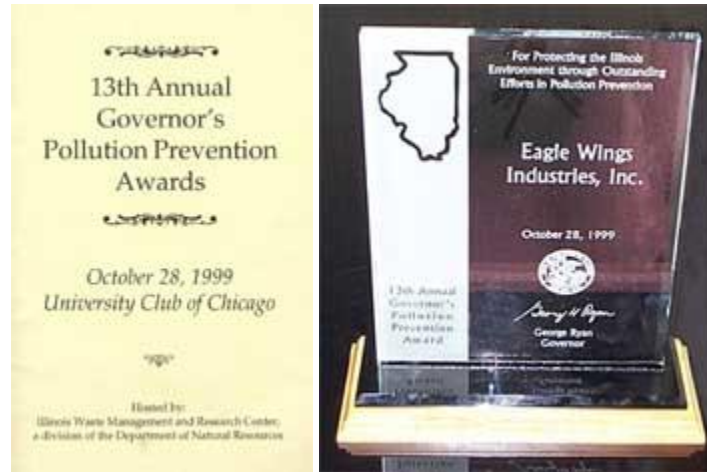 13th Annual
Governor's
Pollution Prevention
Awards
October 28, 1999
University Club of Chicago
Hosted by:
Illinois Waste Management and Research Center,
a division of the Department of Natural Resources
For Protecting the Illinois
Environment through Outstanding
Efforts in Pollution Prevention
Eagle Wings
Industries, Inc.
October 28, 1999
George H Ryan
George Ryan
Governor
13th Annual
Governor's
Pollution
Prevention
Award